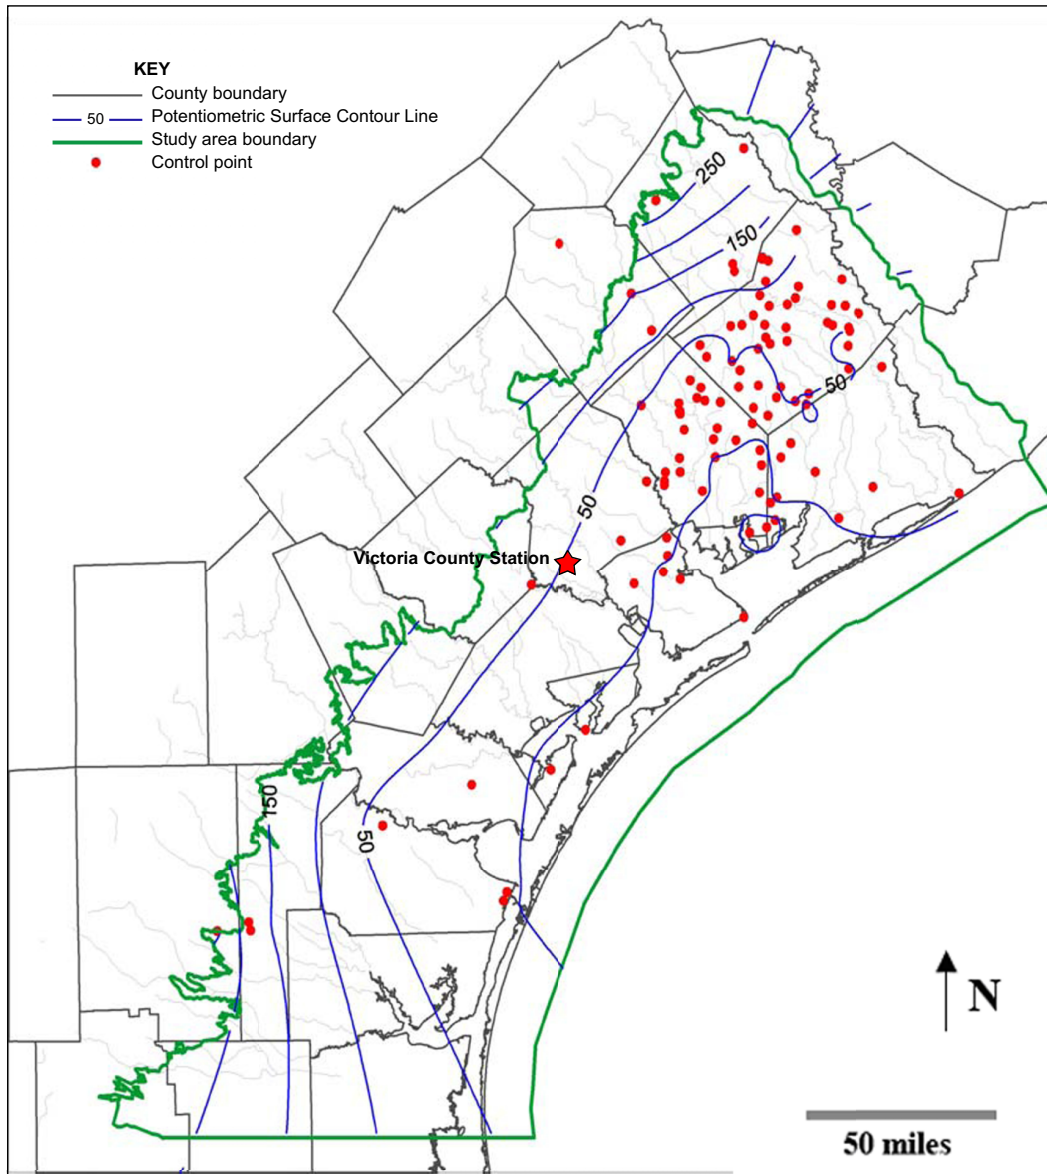 KEY
County boundary
50 Potentiometric Surface Contour Line
Study area boundary
Control point
250
150
50
50
Victoria County Station
150
50
N
50 miles